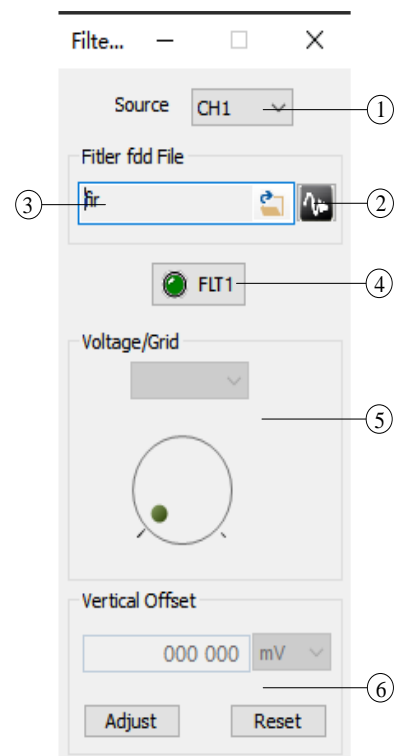 Filte...
Source CH1 1
Fitler fdd File
3 fir 2
FLT1 4
Voltage/Grid
5
Vertical Offset
000 000 mV
6
Adjust Reset